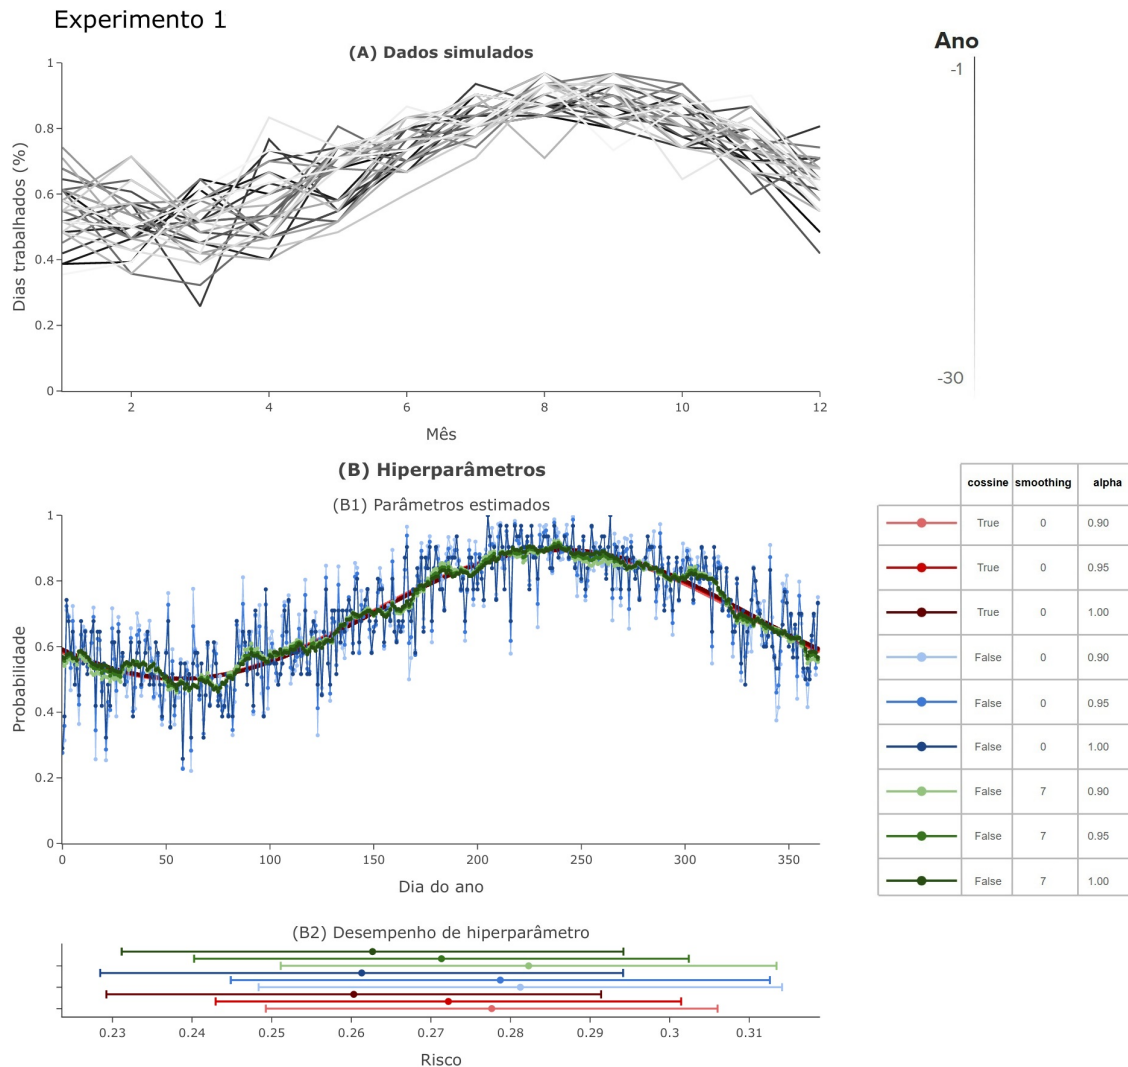 Experimento 1
(A) Dados simulados
Dias trabalhados (%)
1
0.8
0.6
0.4
0.2
0
2
4
6
8
10
12
Mês
Ano
-1
-30
(B) Hiperparâmetros
(B1) Parâmetros estimados
Probabilidade
1
0.8
0.6
0.4
0.2
0
0
50
100
150
200
250
300
350
Dia do ano
cossine smoothing alpha
True 0 0.90
True 0 0.95
True 0 1.00
False 0 0.90
False 0 0.95
False 0 1.00
False 7 0.90
False 7 0.95
False 7 1.00
(B2) Desempenho de hiperparâmetro
0.23
0.24
0.25
0.26
0.27
0.28
0.29
0.3
0.31
Risco